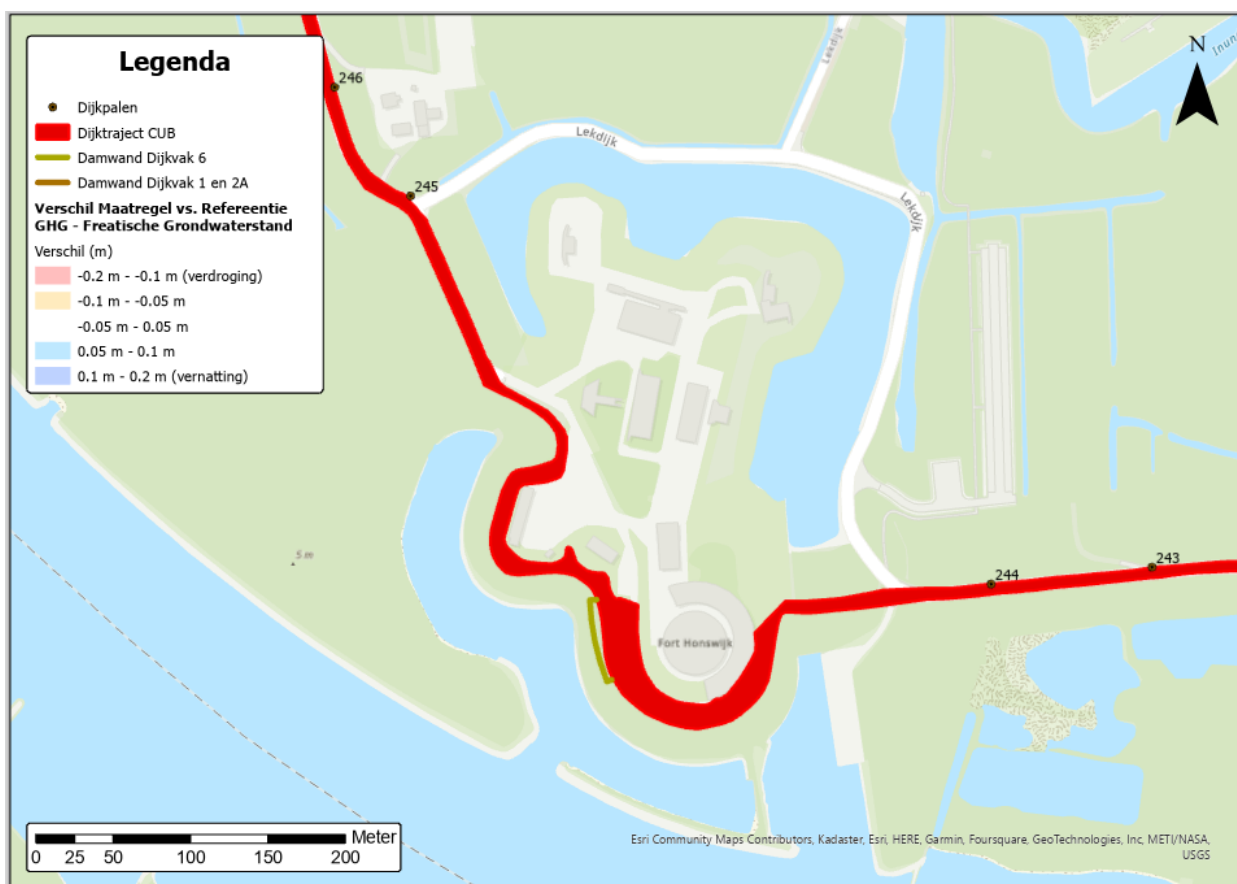 Legenda
Dijkpalen
Dijktraject CUB
Damwand Dijkvak 6
Damwand Dijkvak 1 en 2A
Verschil Maatregel vs. Refereentie
GHG - Freatische Grondwaterstand
Verschil (m)
-0.2 m - -0.1 m (verdroging)
-0.1 m - -0.05 m
-0.05 m - 0.05 m
0.05 m - 0.1 m
0.1 m - 0.2 m (vernatting)
246
245
Lekdijk
Lekdijk
Lekdijk
Inun
N
5 m
Fort Honswijk
244
243
Meter
0 25 50 100 150 200
Esri Community Maps Contributors, Kadaster, Esri, HERE, Garmin, Foursquare, GeoTechnologies, Inc, METI/NASA,
USGS